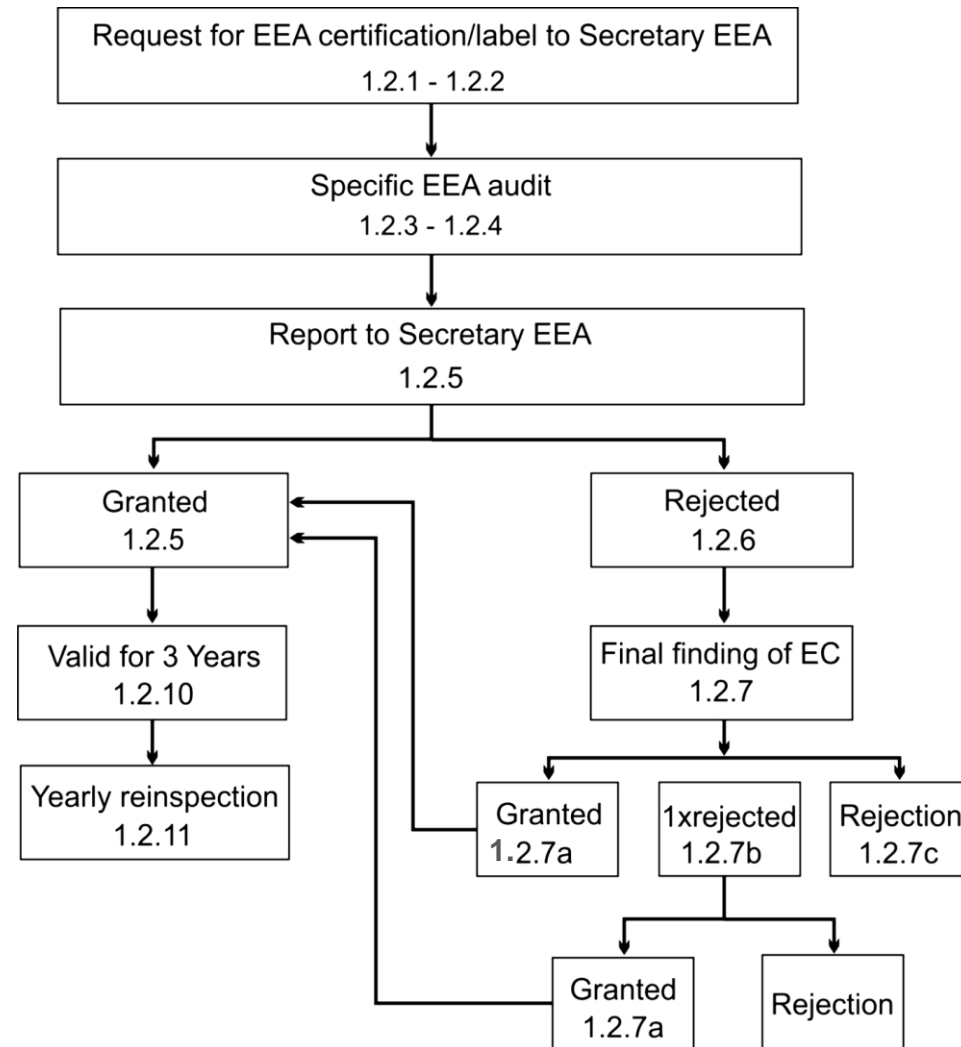 Request for EEA certification/label to Secretary EEA
1.2.1 - 1.2.2
Specific EEA audit
1.2.3 - 1.2.4
Report to Secretary EEA
1.2.5
Granted
1.2.5
Rejected
1.2.6
Valid for 3 Years
1.2.10
Final finding of EC
1.2.7
Yearly reinspection
1.2.11
Granted
1.2.7a
1xrejected
1.2.7b
Rejection
1.2.7c
Granted
1.2.7a
Rejection